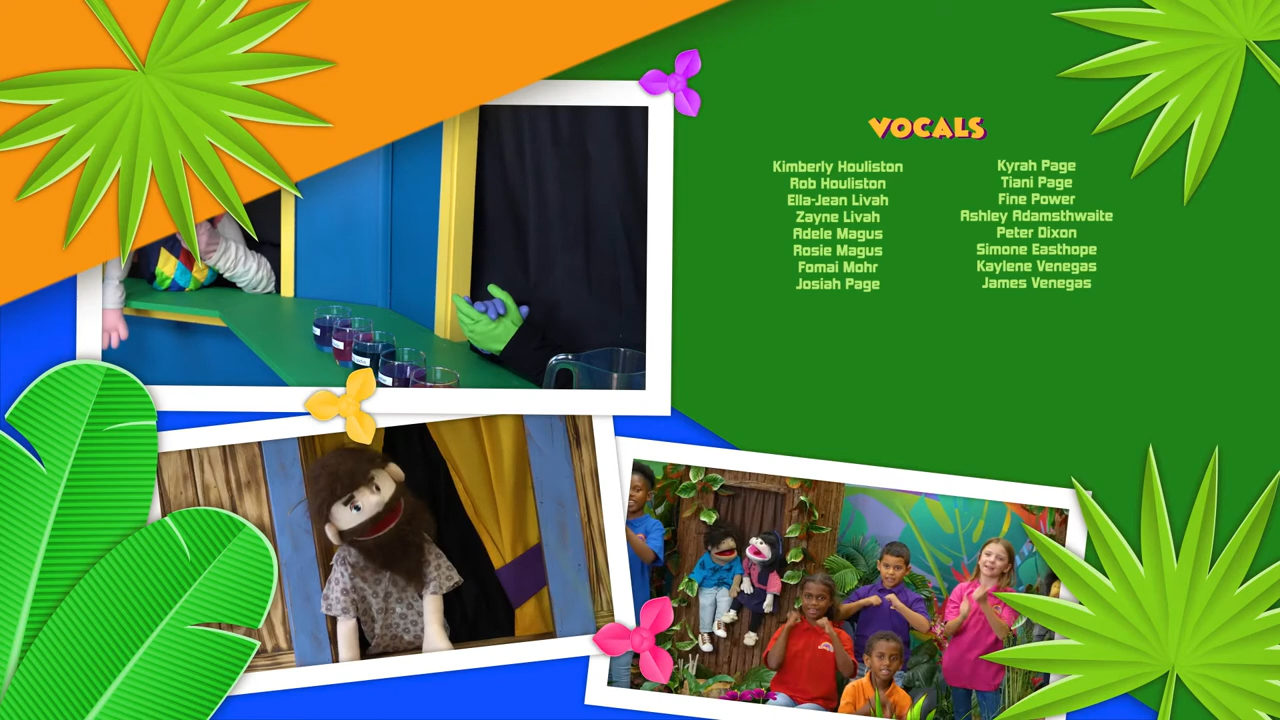 VOCALS
Kimberly Houliston
Rob Houliston
Ella-Jean Livah
Zayne Livah
Adele Magus
Rosie Magus
Fomai Mohr
Josiah Page
Kyrah Page
Tiani Page
Fine Power
Ashley Adamsthwaite
Peter Dixon
Simone Easthope
Kaylene Venegas
James Venegas